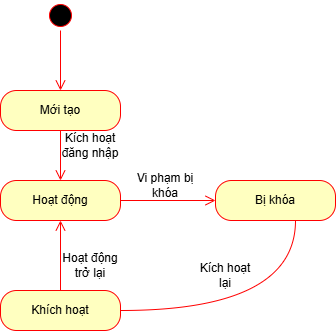 Mới tạo
Kích hoạt
đăng nhập
Hoạt động
Vi phạm bị
khóa
Bị khóa
Hoạt động
trở lại
Kích hoạt
lại
Khích hoạt